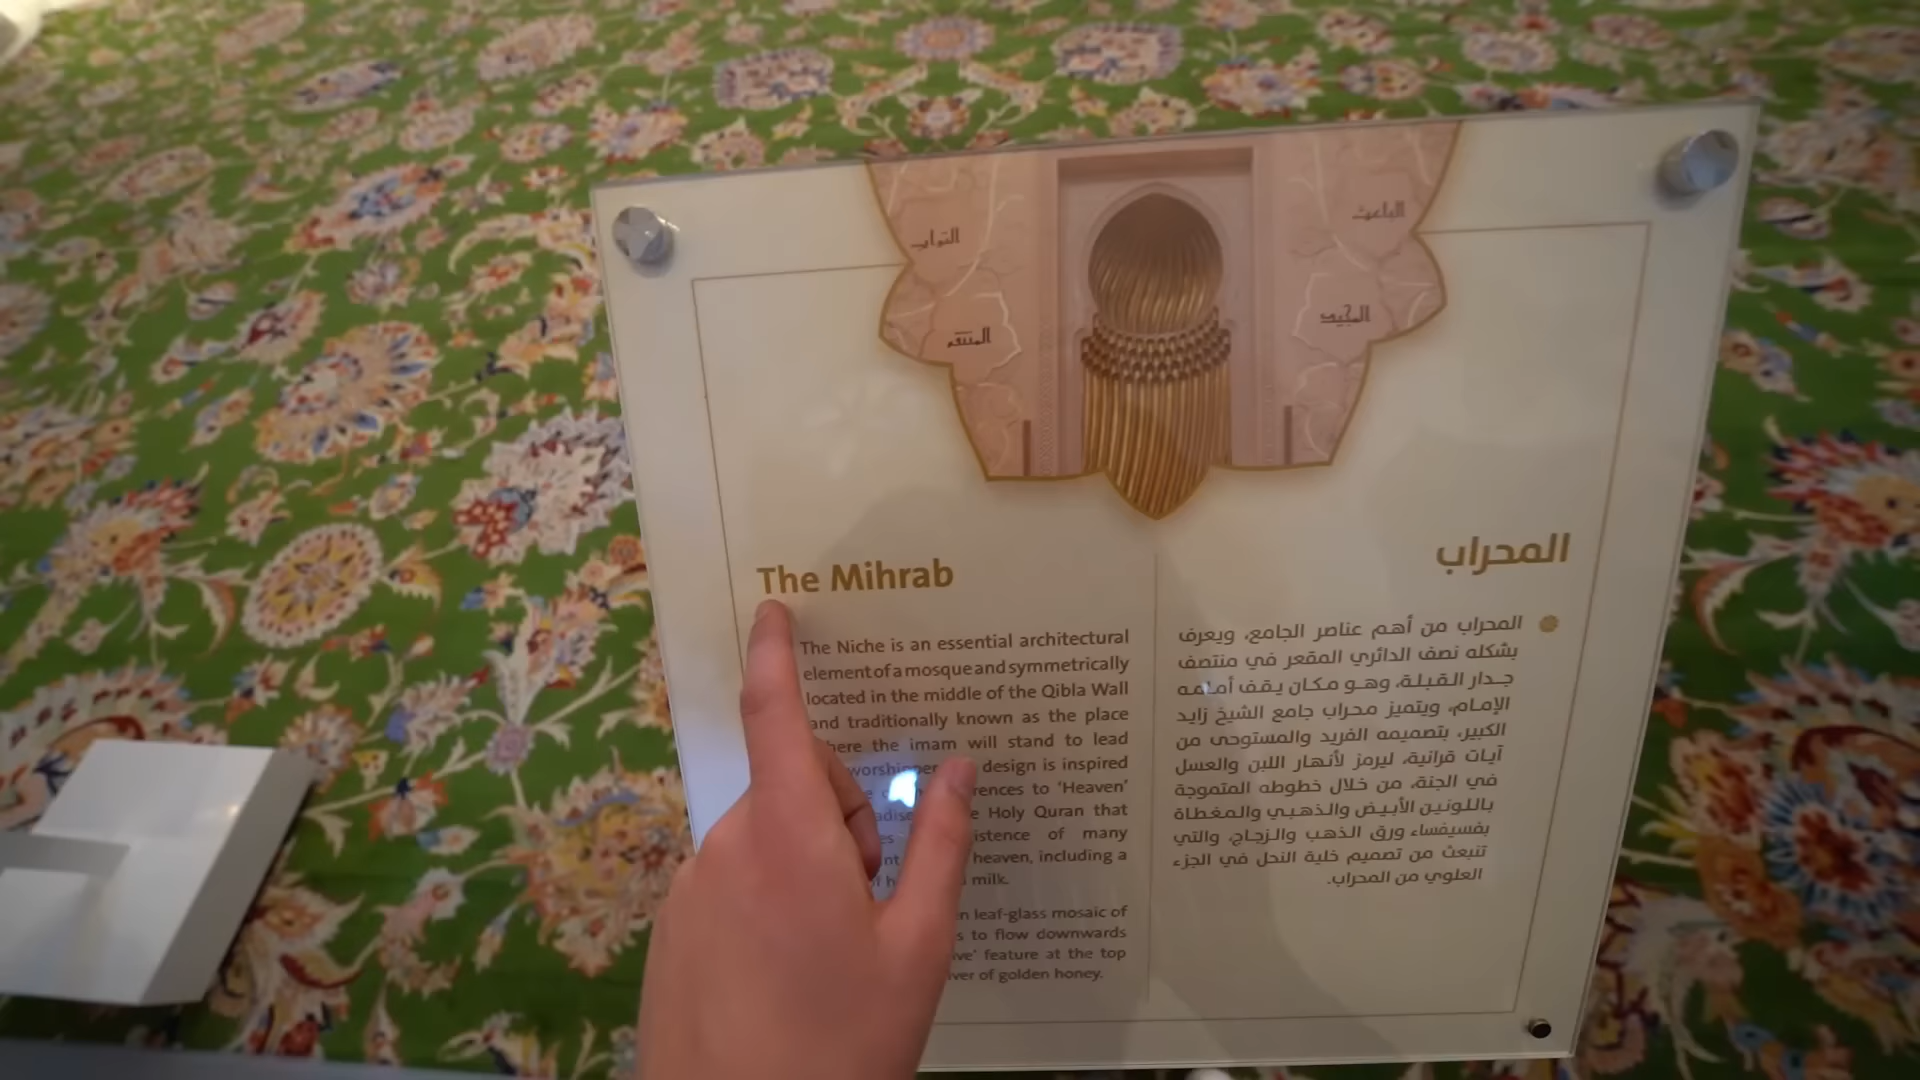 التواب
الباعث
المنتقم
المجيد
The Mihrab
The Niche is an essential architectural
element of a mosque and symmetrically
located in the middle of the Qibla Wall
and traditionally known as the place
here the imam will stand to lead
worshipper design is inspired
rences to ‘Heaven’
Holy Quran that
istence of many
heaven, including a
milk.
leaf-glass mosaic of
to flow downwards
feature at the top
of golden honey.
المحراب
المحراب من أهم عناصر الجامع، ويعرف
بشكله نصف الدائري المقعر في منتصف
جدار القبلة، وهو مكان يقف أمامه
الإمام، ويتميز محراب جامع الشيخ زايد
الكبير، بتصميمه الفريد والمستوحى من
آيات قرآنية، ليرمز لأنهار اللبن والعسل
في الجنة، من خلال خطوطه المتموجة
باللونين الأبيض والذهبي والمغطاة
بفسيفساء ورق الذهب والزجاج، والتي
تنبعث من تصميم خلية النحل في الجزء
العلوي من المحراب.